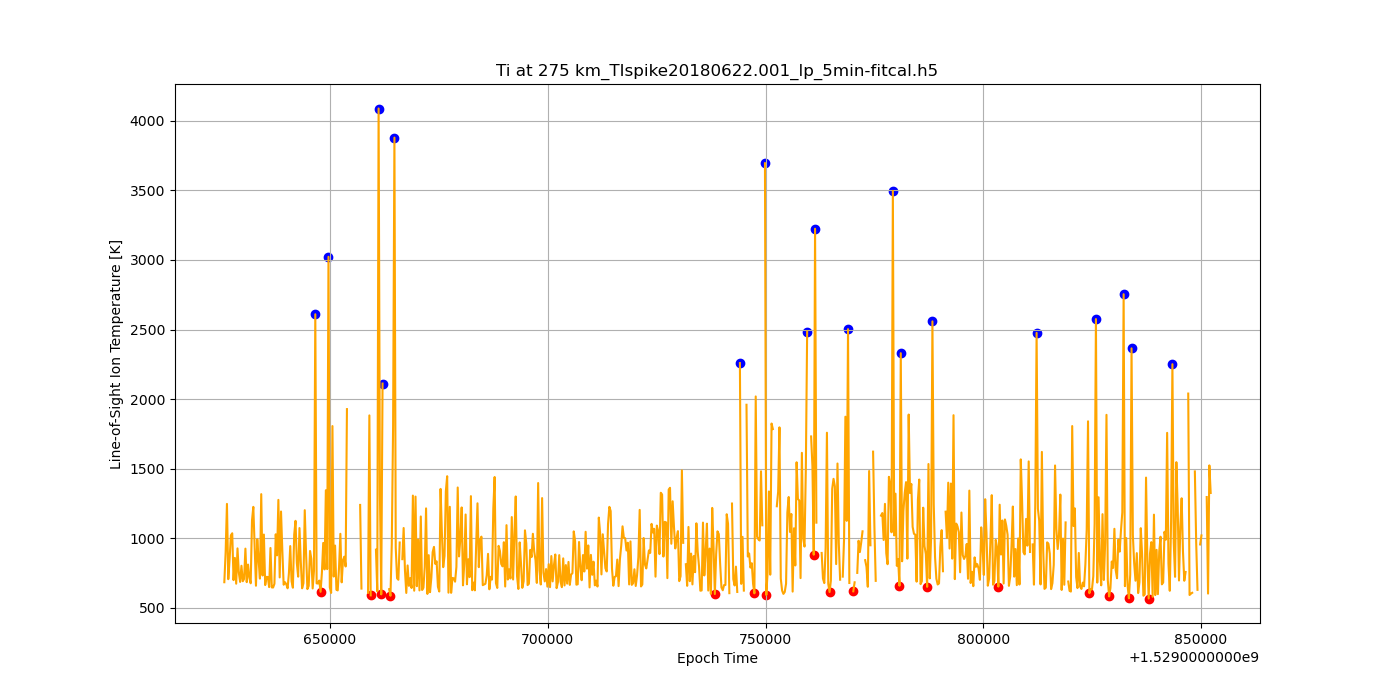 Ti at 275 km_TIspike20180622.001_lp_5min-fitcal.h5
Line-of-Sight Ion Temperature [K]
4000
3500
3000
2500
2000
1500
1000
500
650000 700000 750000 800000 850000
Epoch Time
+1.5290000000e9